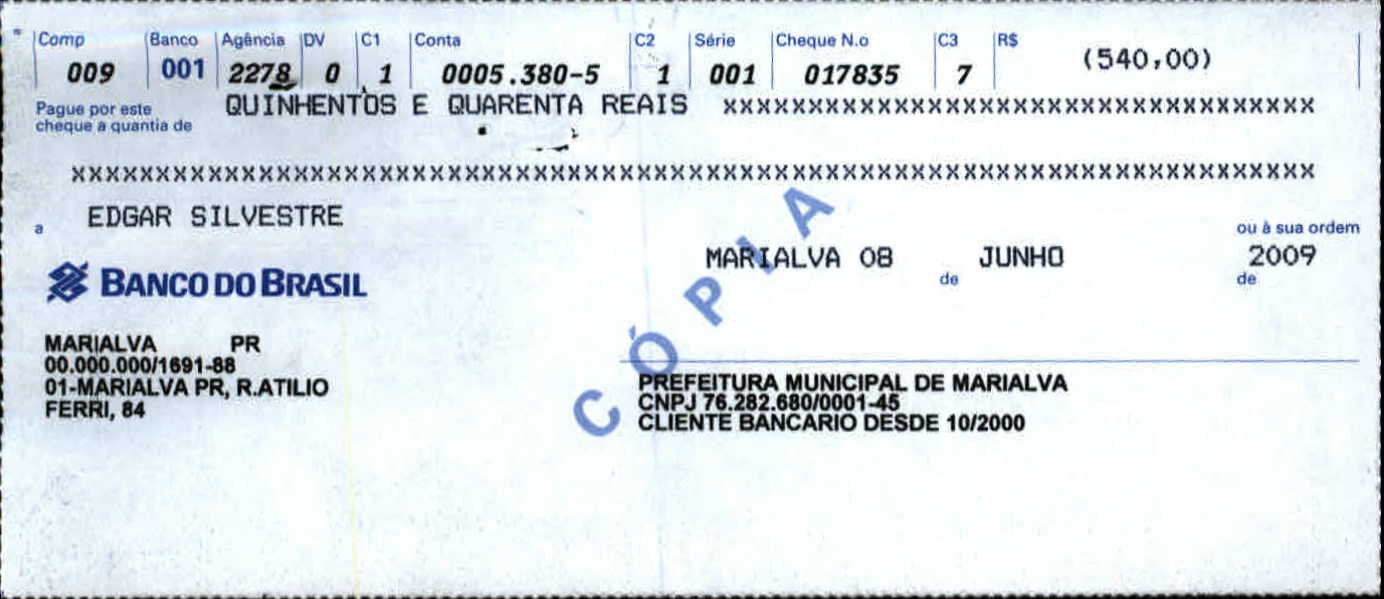 Comp Banco Agência DV C1 Conta C2 Série Cheque N.o C3 R$
009 001 2278 0 1 0005.380-5 1 001 017835 7 (540,00)
Pague por este
cheque a quantia de
QUINHENTOS E QUARENTA REAIS xxxxxxxxxxxxxxxxxxxxxxxxxxxxxxxxxx
xxxxxxxxxxxxxxxxxxxxxxxxxxxxxxxxxxxxxxxxxxxxxxxxxxxxxxxxxxxxxxxxxxxxxx
a EDGAR SILVESTRE
ou à sua ordem
MARIALVA 08 de JUNHO de 2009
BANCO DO BRASIL
CÓPIA
MARIALVA PR
00.000.000/1691-88
01-MARIALVA PR, R.ATILIO
FERRI, 84
PREFEITURA MUNICIPAL DE MARIALVA
CNPJ 76.282.680/0001-45
CLIENTE BANCARIO DESDE 10/2000